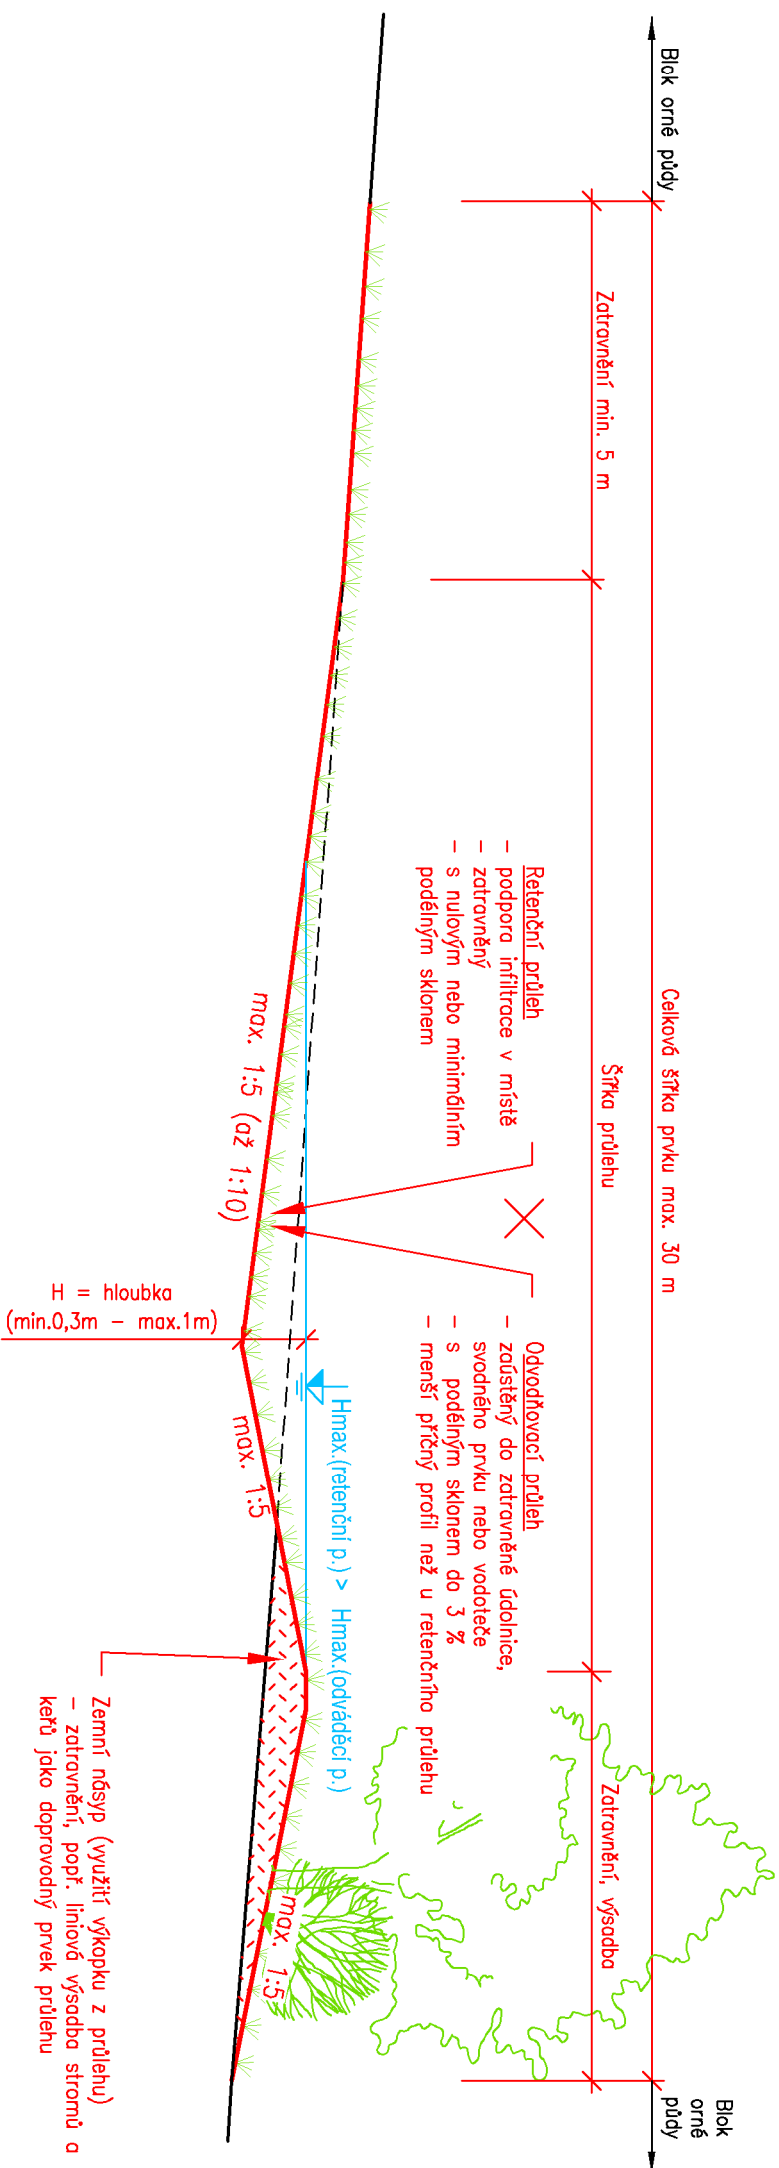 Blok orné půdy
Celková šířka prvku max. 30 m
Blok
orné
půdy
Zatravnění min. 5 m
Šířka průlehu
Zatravnění, výsadba
Retenční průleh
- podpora infiltrace v místě
- zatravněný
- s nulovým nebo minimálním
podélným sklonem
Odvodňovací průleh
- zaústěný do zatravněné údolnice,
svodného prvku nebo vodoteče
- s podélným sklonem do 3 %
- menší příčný profil než u retenčního průlehu
Hmax.(retenční p.) > Hmax.(odváděcí p.)
max. 1:5 (až 1:10)
max. 1:5
max. 1:5
H = hloubka
(min.0,3m - max.1m)
Zemní násyp (využití výkopku z průlehu)
- zatravnění, popř. liniová výsadba stromů a
keřů jako doprovodný prvek průlehu